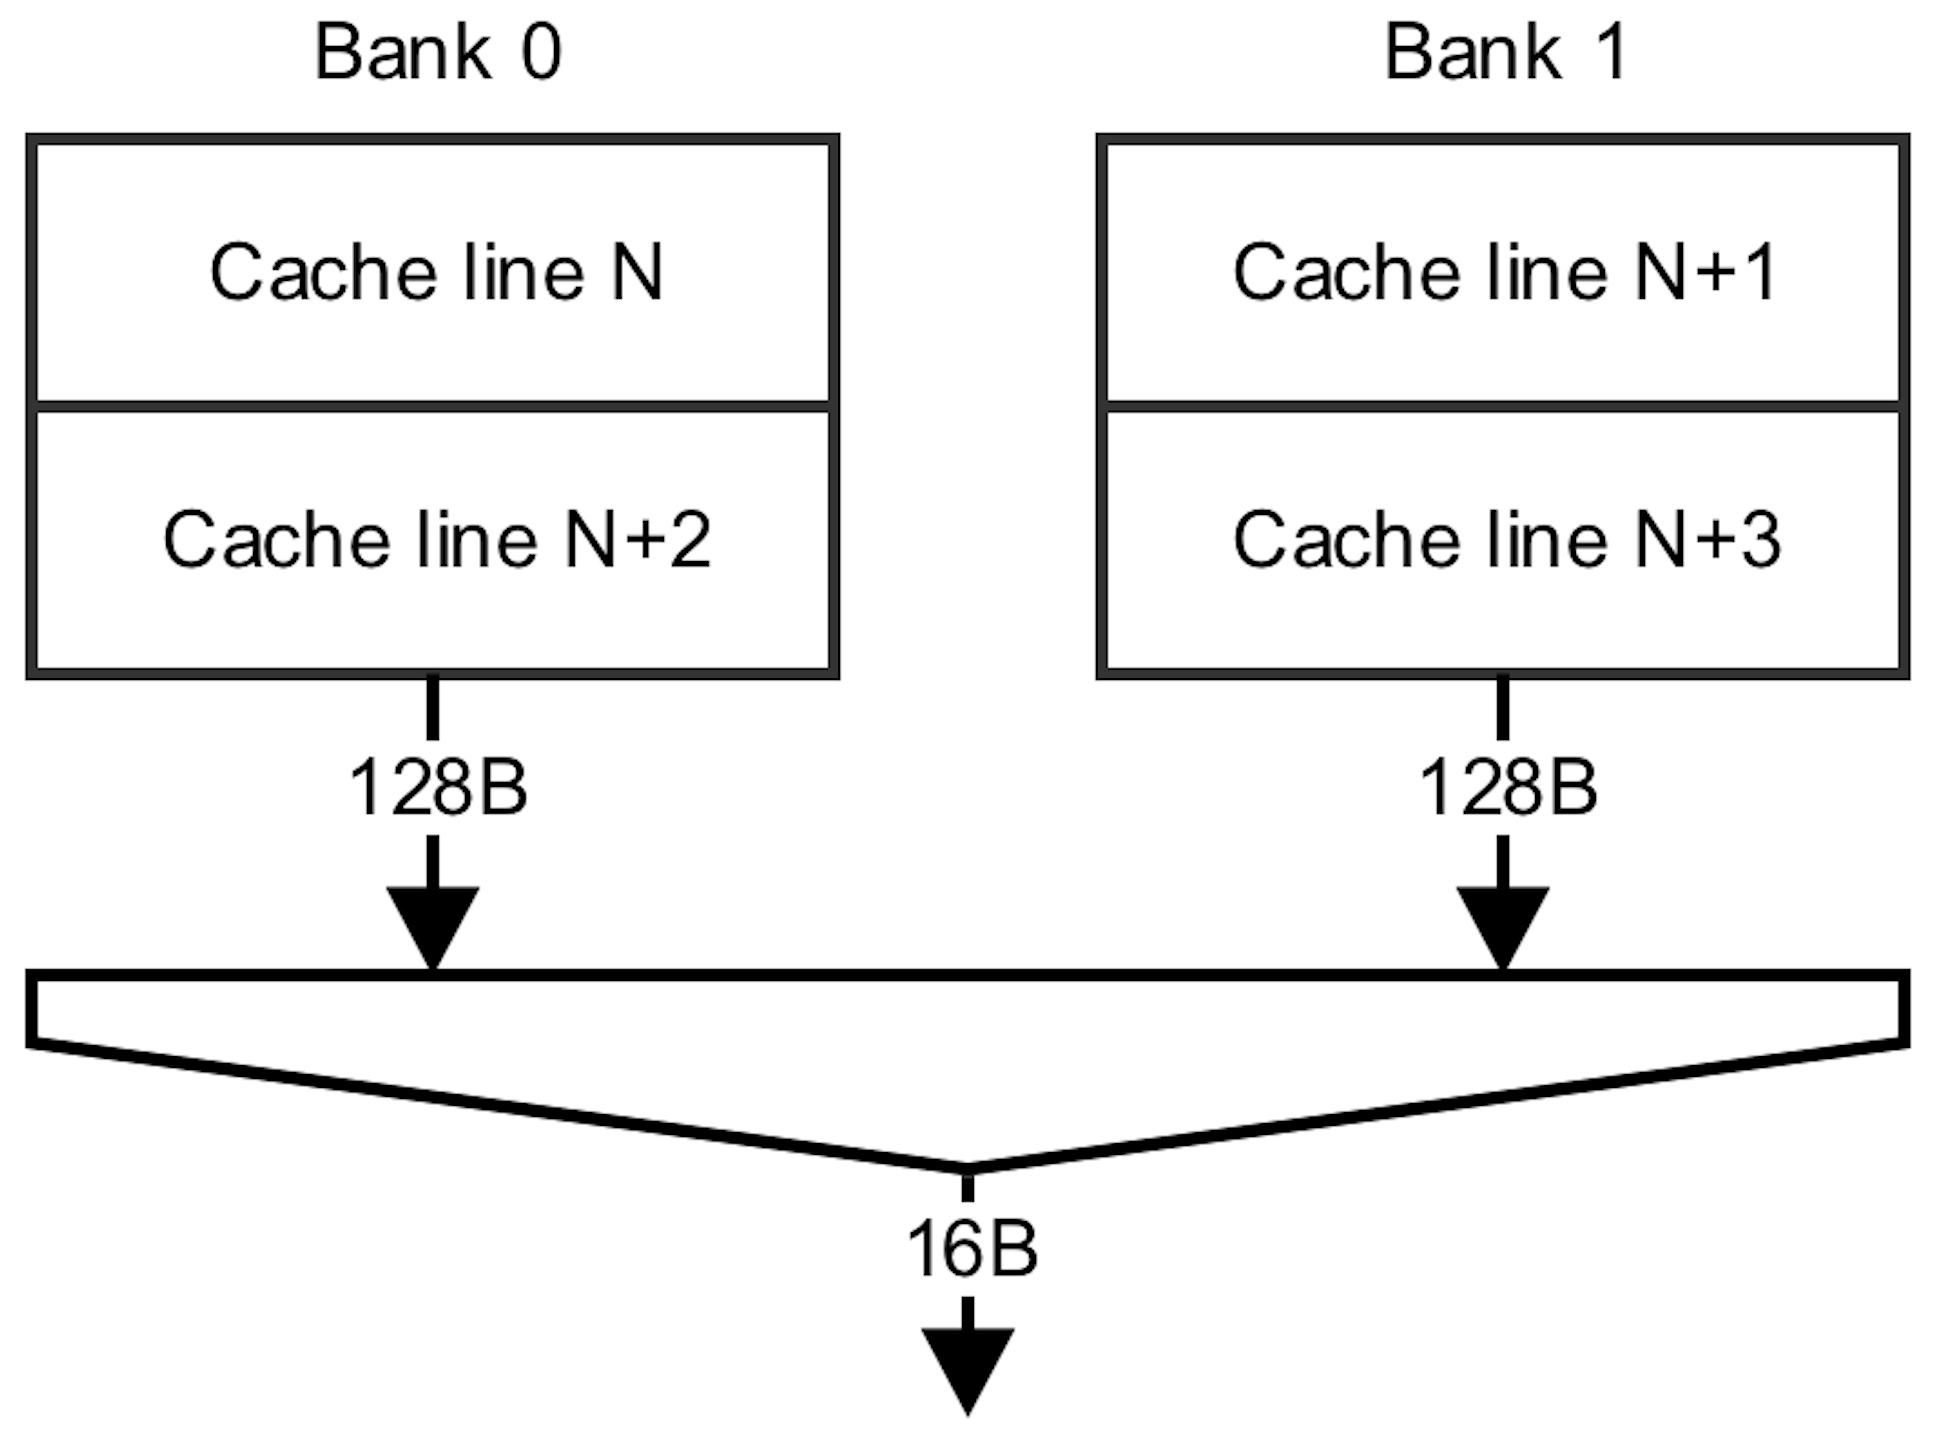 Bank 0
Bank 1
Cache line N
Cache line N+1
Cache line N+2
Cache line N+3
128B
128B
16B